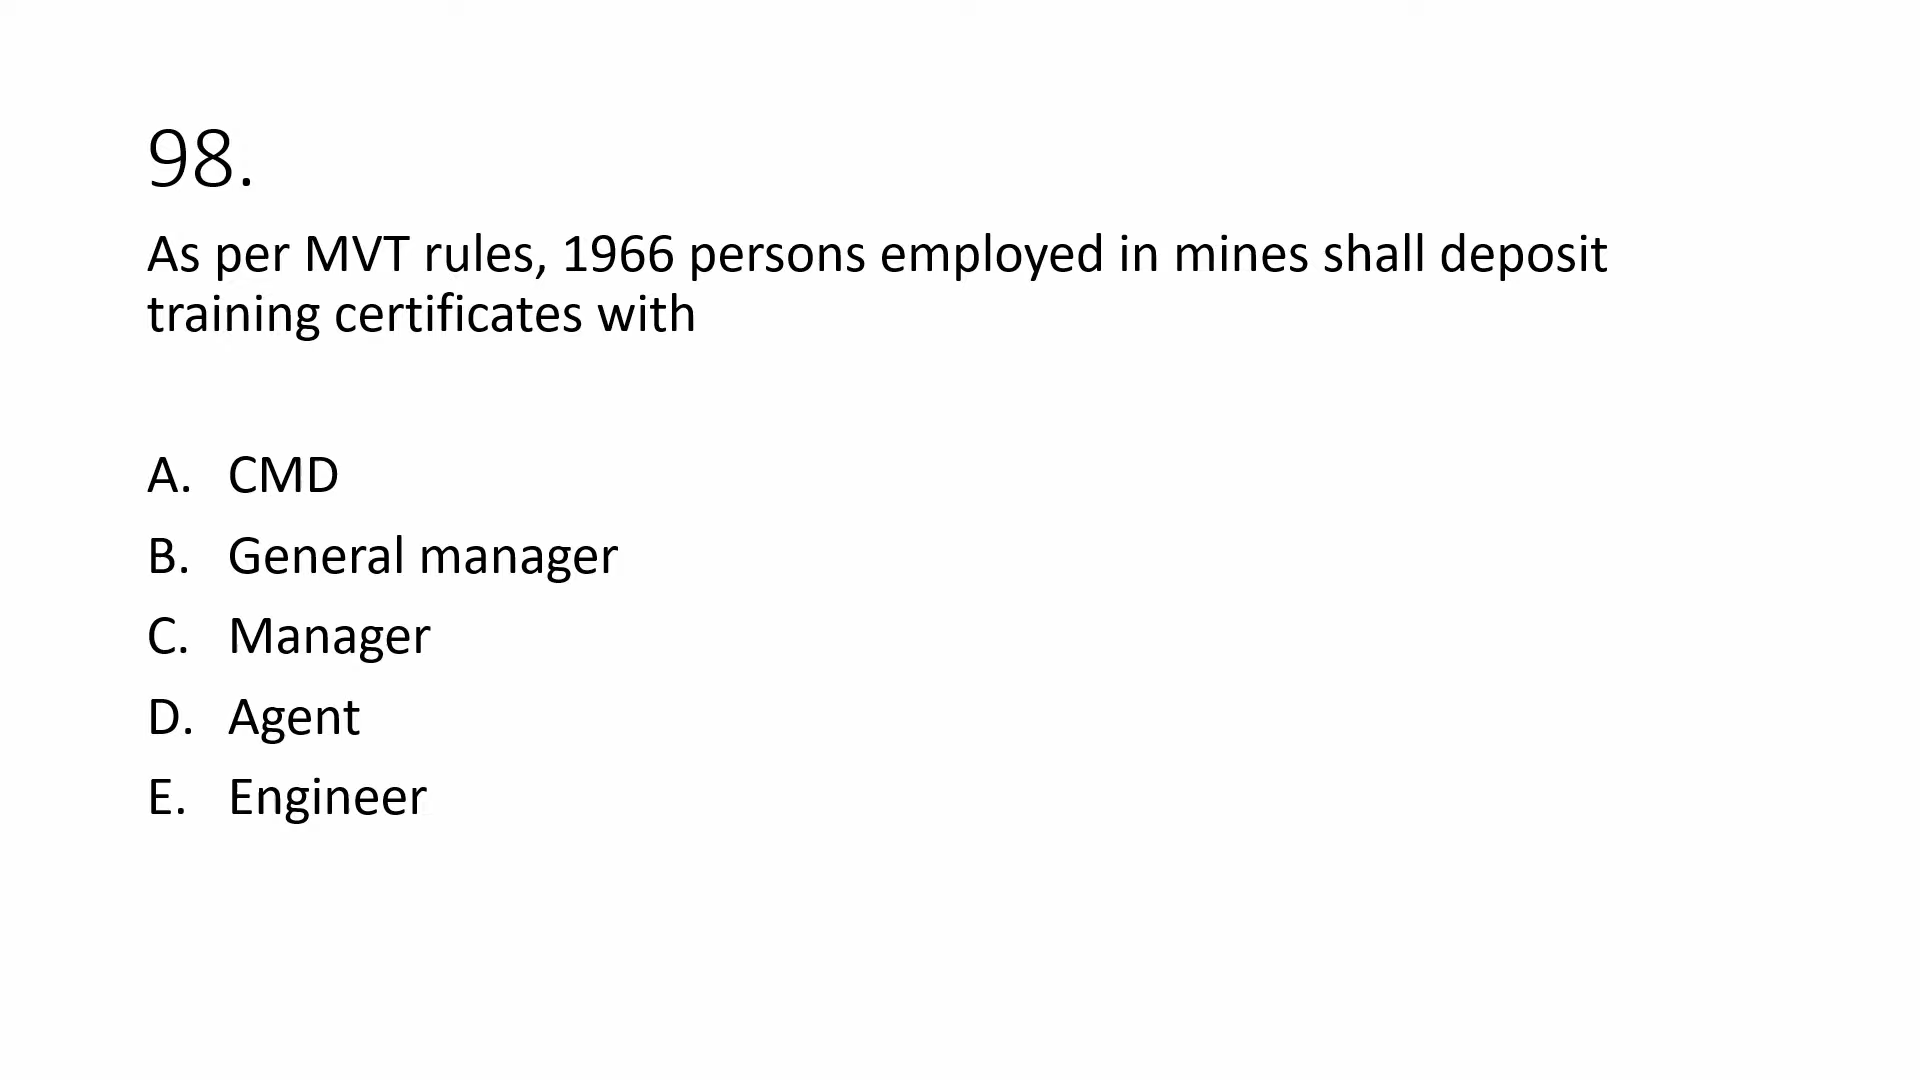 98.
As per MVT rules, 1966 persons employed in mines shall deposit
training certificates with
A. CMD
B. General manager
C. Manager
D. Agent
E. Engineer